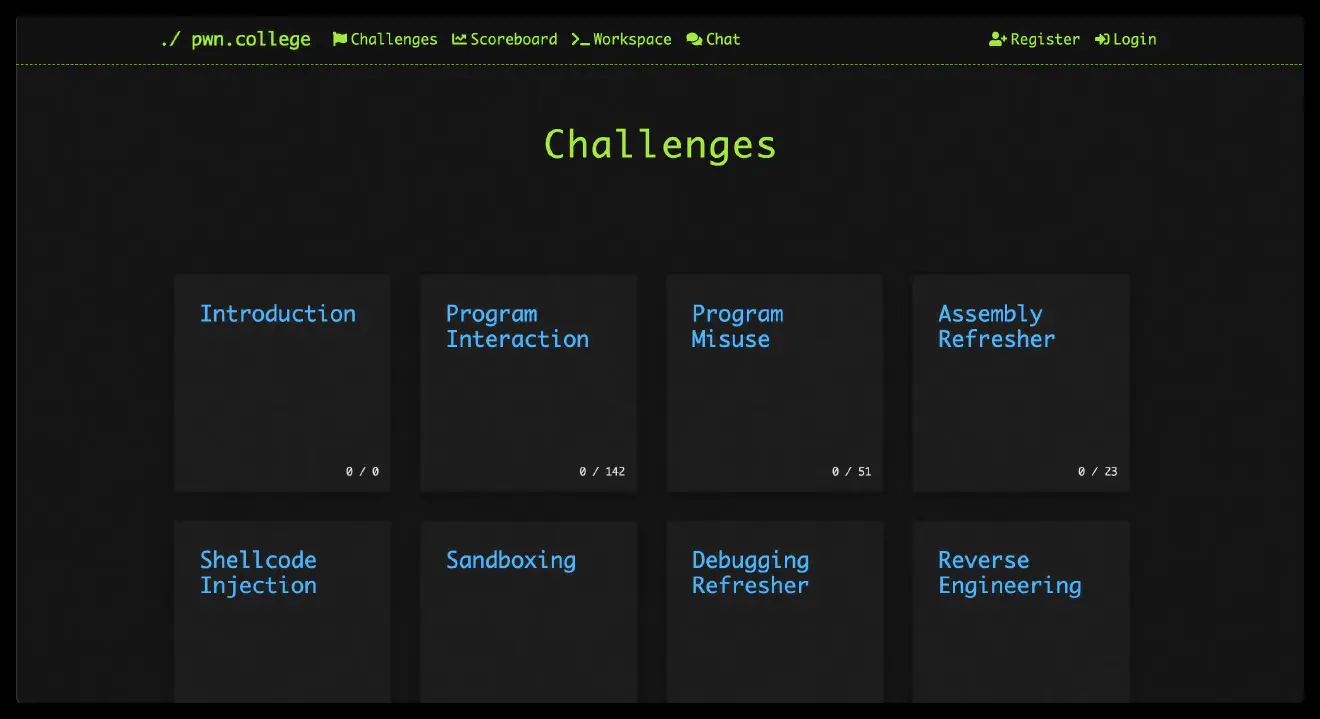 ./ pwn.college Challenges Scoreboard Workspace Chat Register Login
Challenges
Introduction
0 / 0
Program
Interaction
0 / 142
Program
Misuse
0 / 51
Assembly
Refresher
0 / 23
Shellcode
Injection
Sandboxing
Debugging
Refresher
Reverse
Engineering